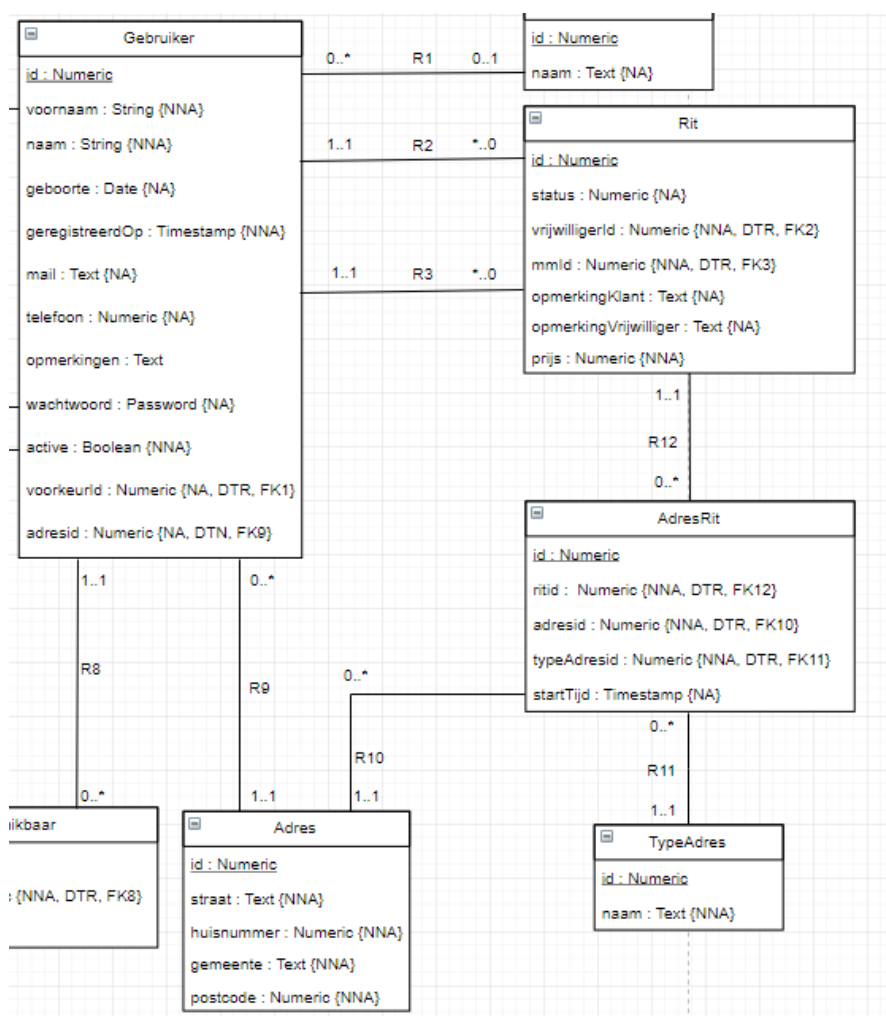 Gebruiker
id : Numeric
voornaam : String {NNA}
naam : String {NNA}
geboorte : Date {NA}
geregistreerdOp : Timestamp {NNA}
mail : Text {NA}
telefoon : Numeric {NA}
opmerkingen : Text
wachtwoord : Password {NA}
active : Boolean {NNA}
voorkeurId : Numeric {NA, DTR, FK1}
adresid : Numeric {NA, DTN, FK9}
0..* R1 0..1
1..1 R2 *..0
1..1 R3 *..0
id : Numeric
naam : Text {NA}
Rit
id : Numeric
status : Numeric {NA}
vrijwilligerId : Numeric {NNA, DTR, FK2}
mmId : Numeric {NNA, DTR, FK3}
opmerkingKlant : Text {NA}
opmerkingVrijwilliger : Text {NA}
prijs : Numeric {NNA}
1..1
R12
0..*
AdresRit
id : Numeric
ritid : Numeric {NNA, DTR, FK12}
adresid : Numeric {NNA, DTR, FK10}
typeAdresid : Numeric {NNA, DTR, FK11}
startTijd : Timestamp {NA}
1..1
R8
0..*
0..*
R9
1..1
0..*
R10
1..1
0..*
R11
1..1
ikbaar
{NNA, DTR, FK8}
Adres
id : Numeric
straat : Text {NNA}
huisnummer : Numeric {NNA}
gemeente : Text {NNA}
postcode : Numeric {NNA}
TypeAdres
id : Numeric
naam : Text {NNA}